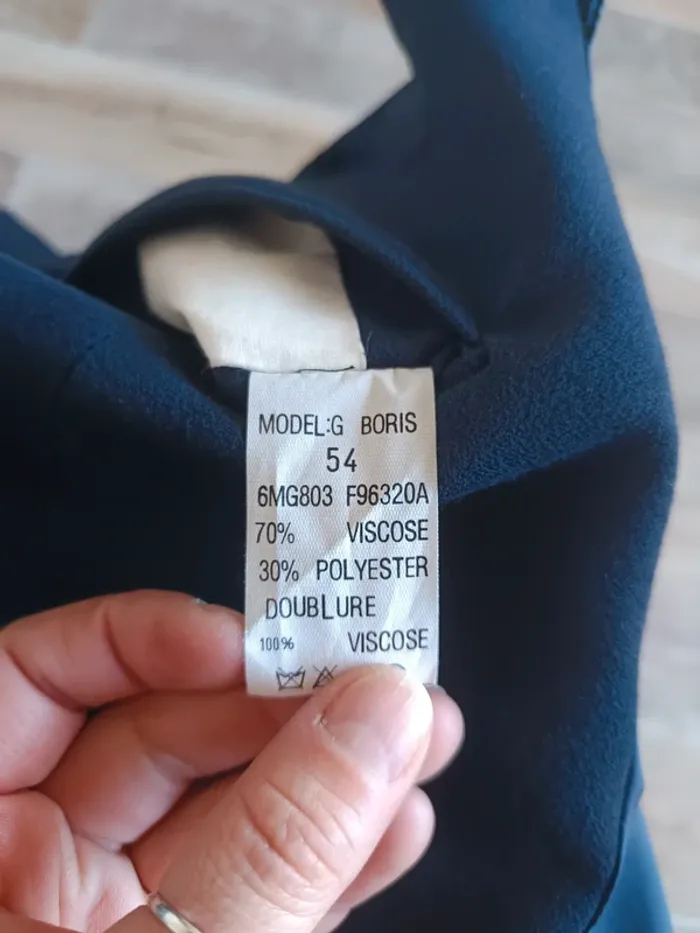 MODEL:G BORIS
54
6MG803 F96320A
70% VISCOSE
30% POLYESTER
DOUBLURE
100% VISCOSE